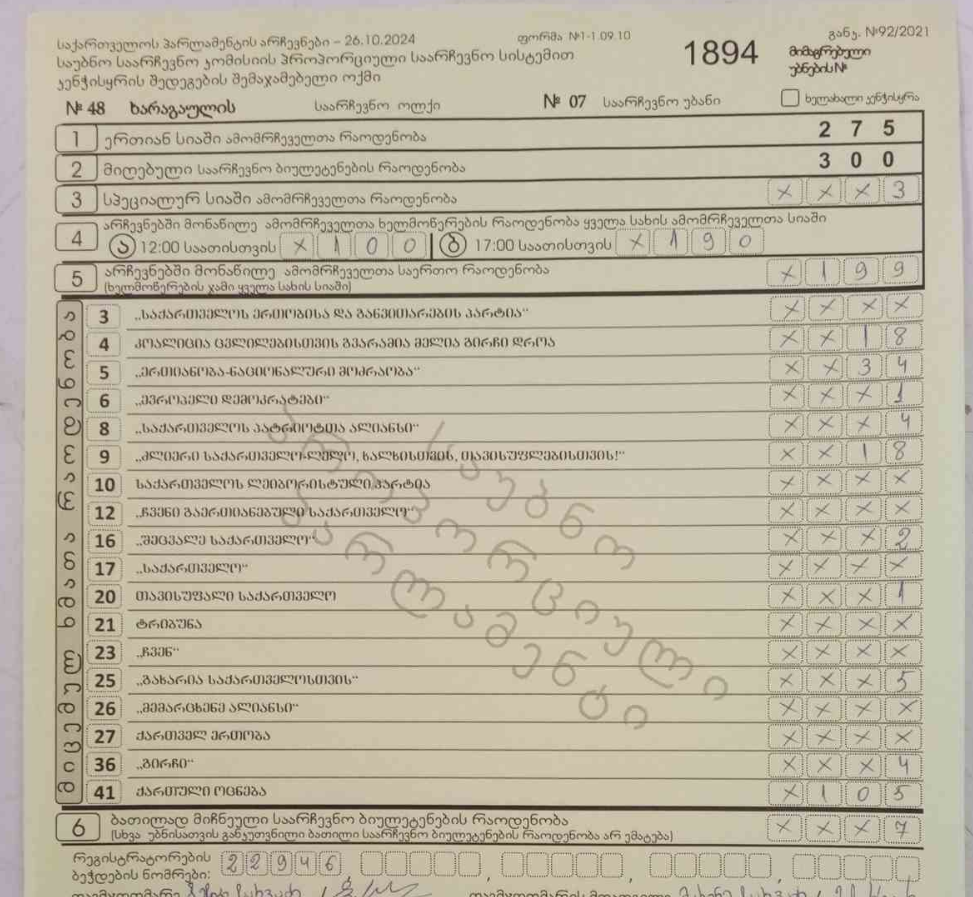 საქართველოს პარლამენტის არჩევნები – 26.10.2024 ფორმა №1-1.09.10 1894 განკ. №92/2021
საუბნო საარჩევნო კომისიის პროპორციული საარჩევნო სისტემით მიმაგრებული
კენჭისყრის შედეგების შემაჯამებელი ოქმი უბნების№
№ 48 ხარაგაულის საარჩევნო ოლქი № 07 საარჩევნო უბანი ხელახალი კენჭისყრა
1 ერთიან სიაში ამომრჩეველთა რაოდენობა 2 7 5
2 მიღებული საარჩევნო ბიულეტენების რაოდენობა 3 0 0
3 სპეციალურ სიაში ამომრჩეველთა რაოდენობა × × × 3
არჩევნებში მონაწილე ამომრჩეველთა ხელმოწერების რაოდენობა ყველა სახის ამომრჩეველთა სიაში
4 ა 12:00 საათისთვის × 1 0 0 ბ 17:00 საათისთვის × 1 9 0
5 არჩევნებში მონაწილე ამომრჩეველთა საერთო რაოდენობა × 1 9 9
(ხელმოწერების ჯამი ყველა სახის სიაში)
მიღებულ ხმათა რაოდენობა
3 „საქართველოს ერთობისა და განვითარების პარტია“ × × × ×
4 კოალიცია ცვლილებისთვის გვარამია მელია გირჩი დროა × × 1 8
5 „ერთიანობა-ნაციონალური მოძრაობა“ × × 3 4
6 „ევროპული დემოკრატები“ × × × 1
8 „საქართველოს პატრიოტთა ალიანსი“ × × × 4
9 „ძლიერი საქართველო-ლელო, ხალხისთვის, თავისუფლებისთვის!“ × × 1 8
10 საქართველოს ლეიბორისტული პარტია × × × ×
12 „ჩვენი გაერთიანებული საქართველო“ × × × ×
16 „შეცვალე საქართველო“ × × × 2
17 „საქართველო“ × × × ×
20 თავისუფალი საქართველო × × × 1
21 ტრიბუნა × × × ×
23 „ჩვენ“ × × × ×
25 „გახარია საქართველოსთვის“ × × × 5
26 „მემარცხენე ალიანსი“ × × × ×
27 ქართველ ერთობა × × × ×
36 „გირჩი“ × × × 4
41 ქართული ოცნება × 1 0 5
საუბნო
პროპორციული
პარლამენტი
6 ბათილად მიჩნეული საარჩევნო ბიულეტენების რაოდენობა × × × 7
(სხვა უბნისათვის განკუთვნილი ბათილი საარჩევნო ბიულეტენების რაოდენობა არ ემატება)
რეგისტრატორების 2 2 9 4 6 , , , ,
ბეჭდების ნომრები: